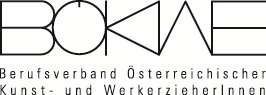 BÖKWE
Berufsverband Österreichischer
Kunst- und WerkerzieherInnen